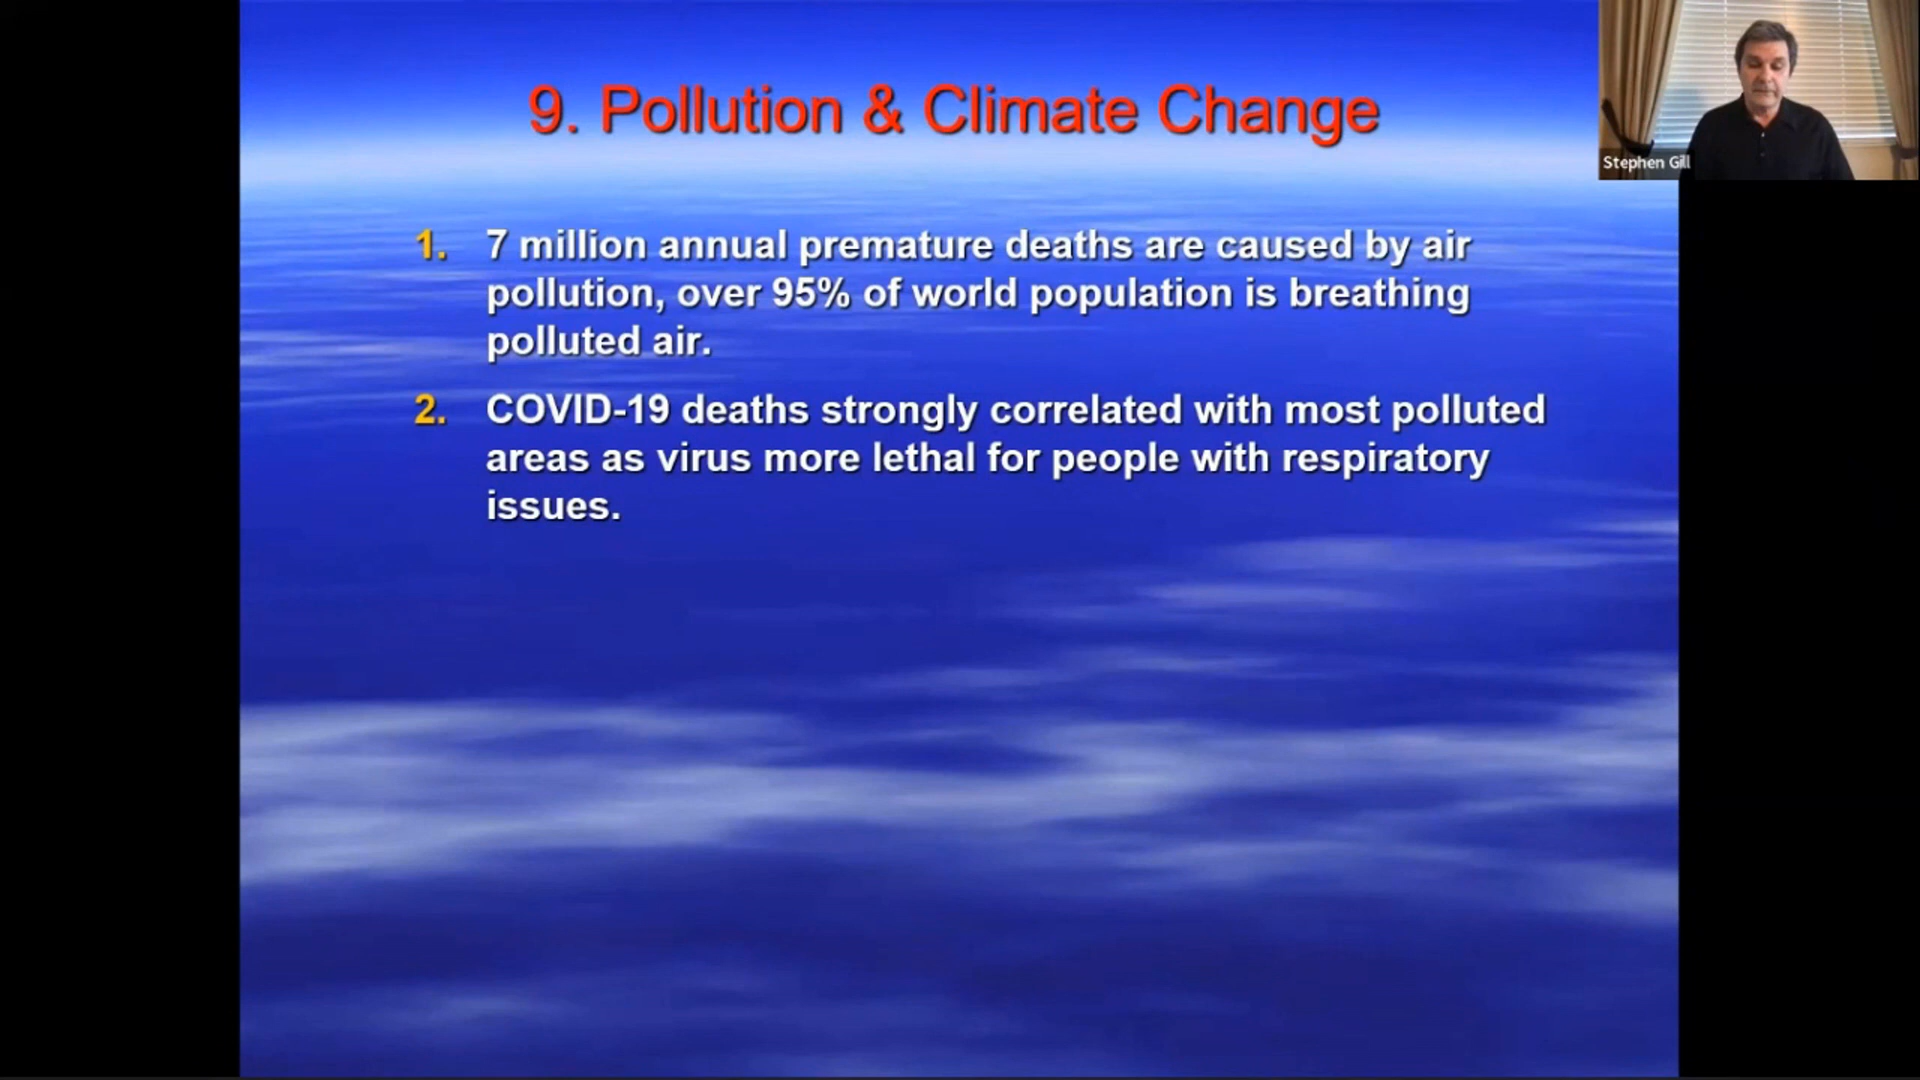 9. Pollution & Climate Change
Stephen Gill
1. 7 million annual premature deaths are caused by air
pollution, over 95% of world population is breathing
polluted air.
2. COVID-19 deaths strongly correlated with most polluted
areas as virus more lethal for people with respiratory
issues.